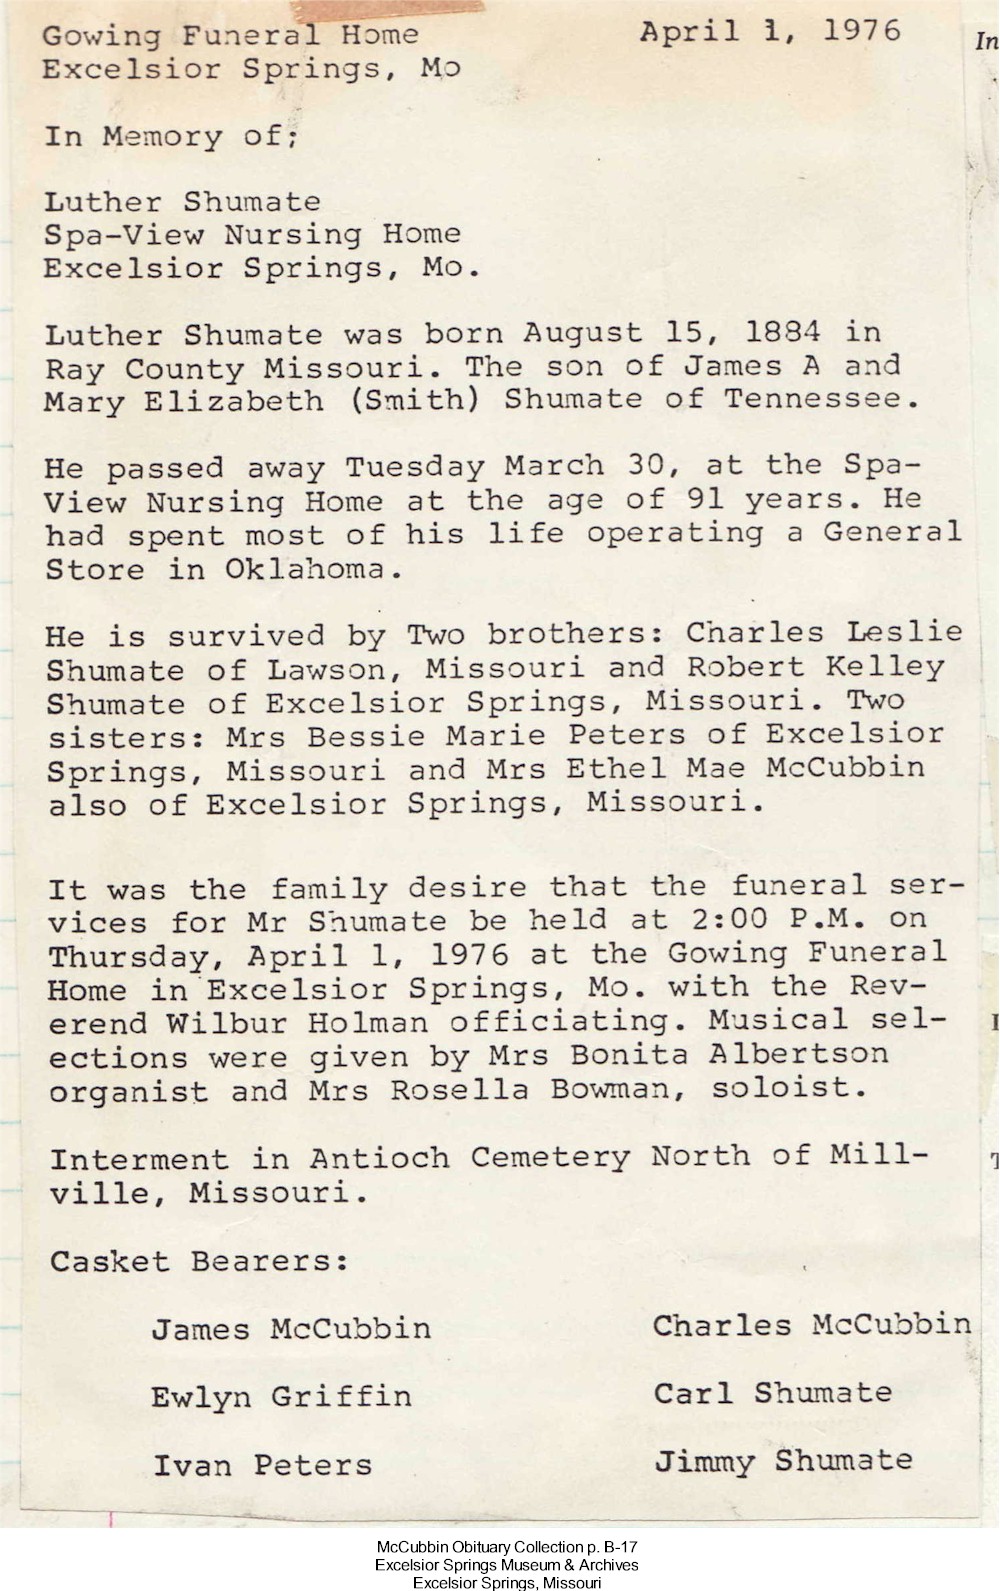 Gowing Funeral Home April 1, 1976
In
Excelsior Springs, Mo
In Memory of;
Luther Shumate
Spa-View Nursing Home
Excelsior Springs, Mo.
Luther Shumate was born August 15, 1884 in
Ray County Missouri. The son of James A and
Mary Elizabeth (Smith) Shumate of Tennessee.
He passed away Tuesday March 30, at the Spa-
View Nursing Home at the age of 91 years. He
had spent most of his life operating a General
Store in Oklahoma.
He is survived by Two brothers: Charles Leslie
Shumate of Lawson, Missouri and Robert Kelley
Shumate of Excelsior Springs, Missouri. Two
sisters: Mrs Bessie Marie Peters of Excelsior
Springs, Missouri and Mrs Ethel Mae McCubbin
also of Excelsior Springs, Missouri.
It was the family desire that the funeral ser-
vices for Mr Shumate be held at 2:00 P.M. on
Thursday, April 1, 1976 at the Gowing Funeral
Home in Excelsior Springs, Mo. with the Rev-
erend Wilbur Holman officiating. Musical sel-
ections were given by Mrs Bonita Albertson
organist and Mrs Rosella Bowman, soloist.
Interment in Antioch Cemetery North of Mill-
ville, Missouri.
Casket Bearers:
James McCubbin Charles McCubbin
Ewlyn Griffin Carl Shumate
Ivan Peters Jimmy Shumate
McCubbin Obituary Collection p. B-17
Excelsior Springs Museum & Archives
Excelsior Springs, Missouri